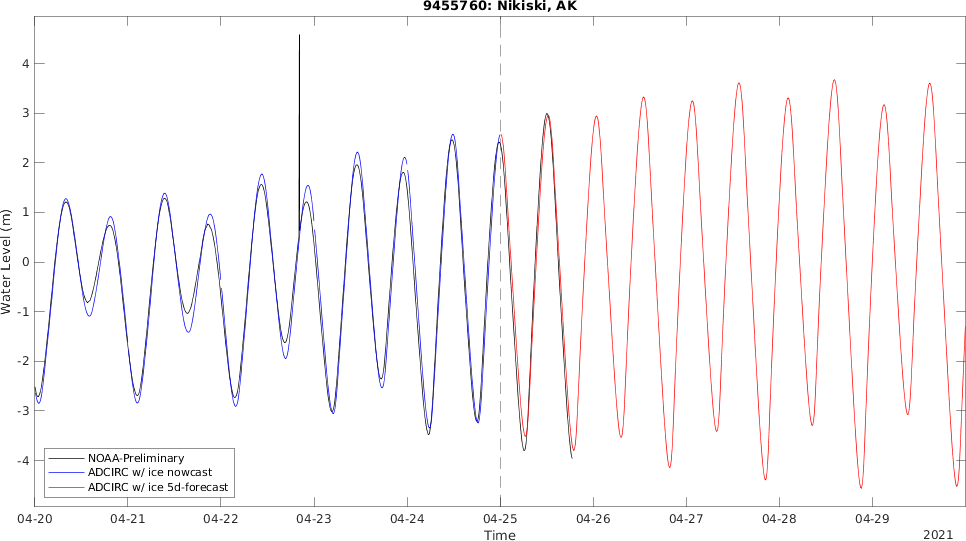 9455760: Nikiski, AK
Water Level (m)
4
3
2
1
0
-1
-2
-3
-4
NOAA-Preliminary
ADCIRC w/ ice nowcast
ADCIRC w/ ice 5d-forecast
04-20 04-21 04-22 04-23 04-24 04-25 04-26 04-27 04-28 04-29
Time
2021